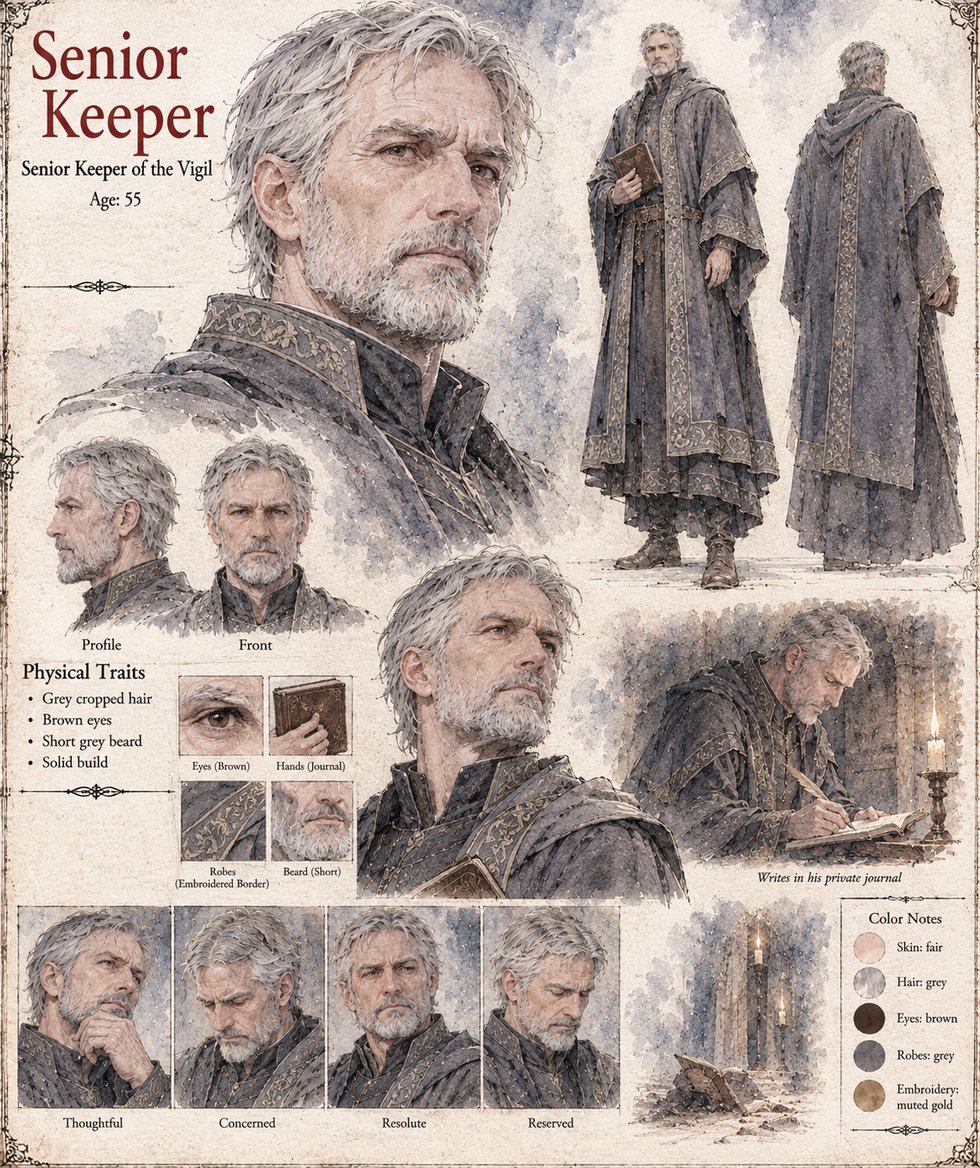 Senior
Keeper
Senior Keeper of the Vigil
Age: 55
Profile
Front
Physical Traits
• Grey cropped hair
• Brown eyes
• Short grey beard
• Solid build
Eyes (Brown)
Hands (Journal)
Robes
(Embroidered Border)
Beard (Short)
Writes in his private journal
Thoughtful
Concerned
Resolute
Reserved
Color Notes
Skin: fair
Hair: grey
Eyes: brown
Robes: grey
Embroidery:
muted gold